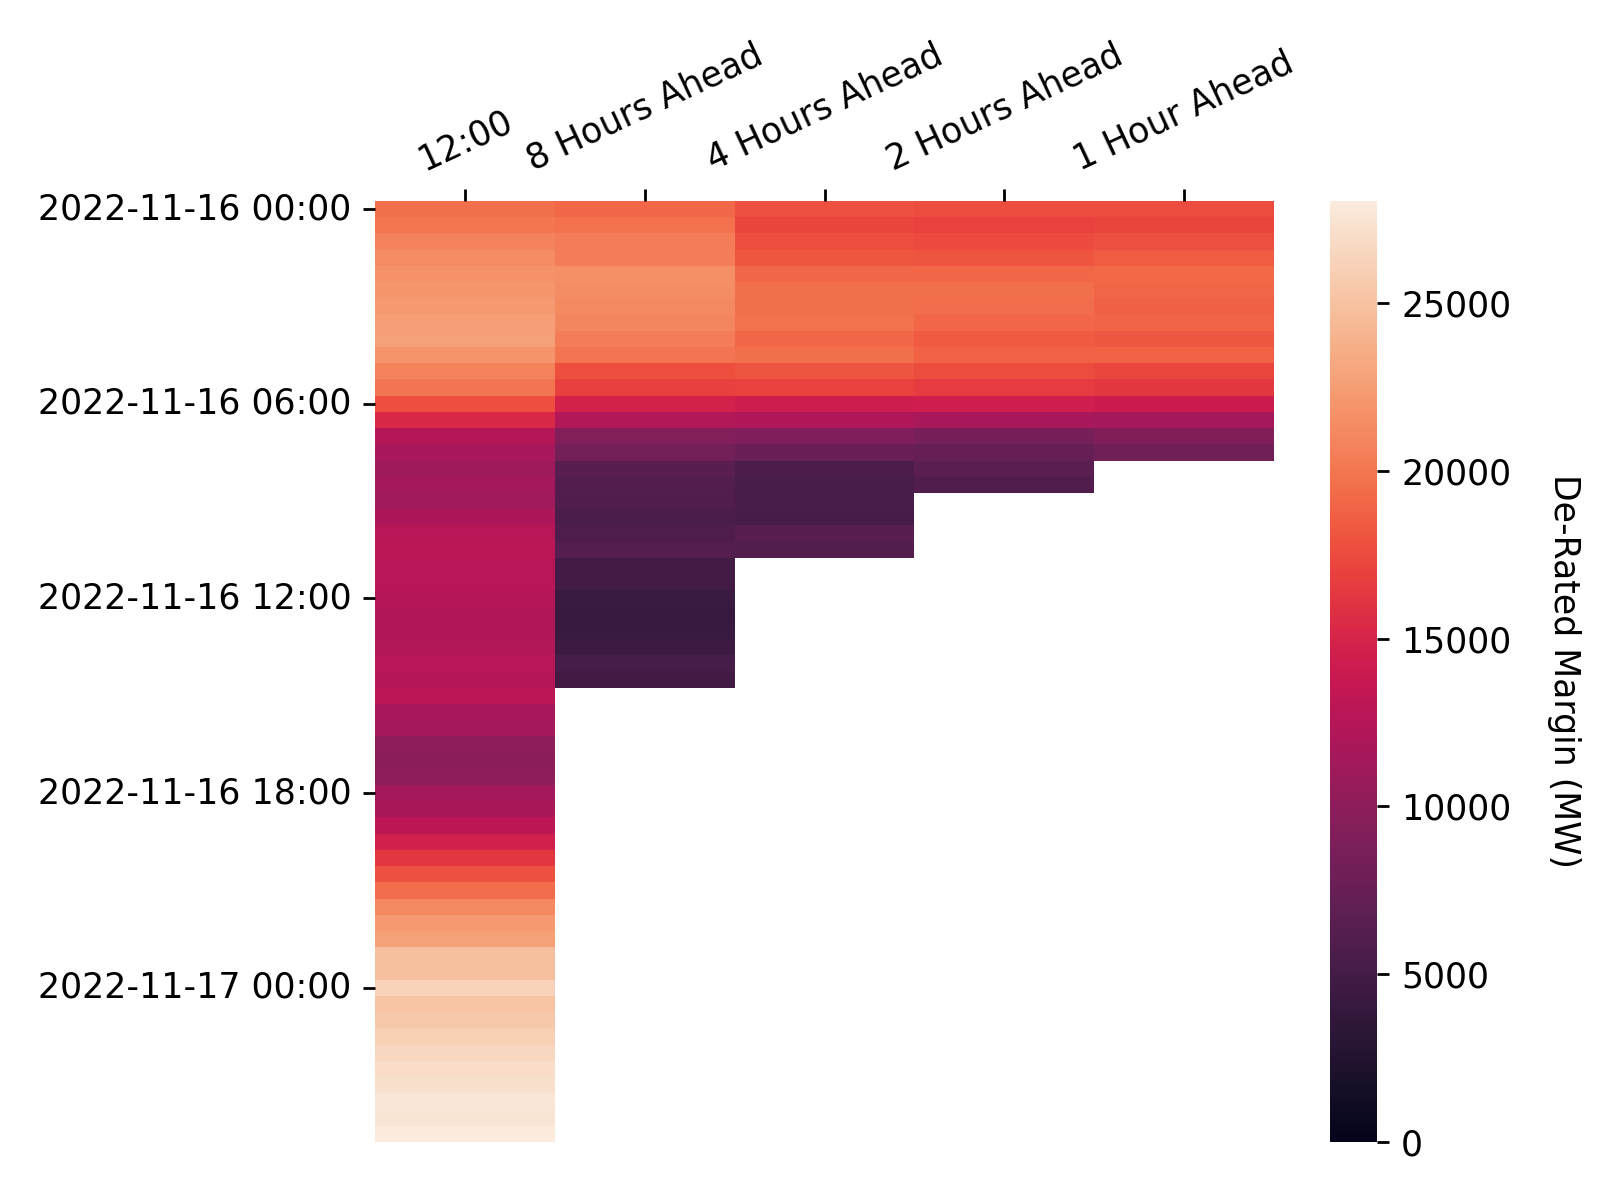 12:00
8 Hours Ahead
4 Hours Ahead
2 Hours Ahead
1 Hour Ahead
2022-11-16 00:00
2022-11-16 06:00
2022-11-16 12:00
2022-11-16 18:00
2022-11-17 00:00
25000
20000
15000
10000
5000
0
De-Rated Margin (MW)